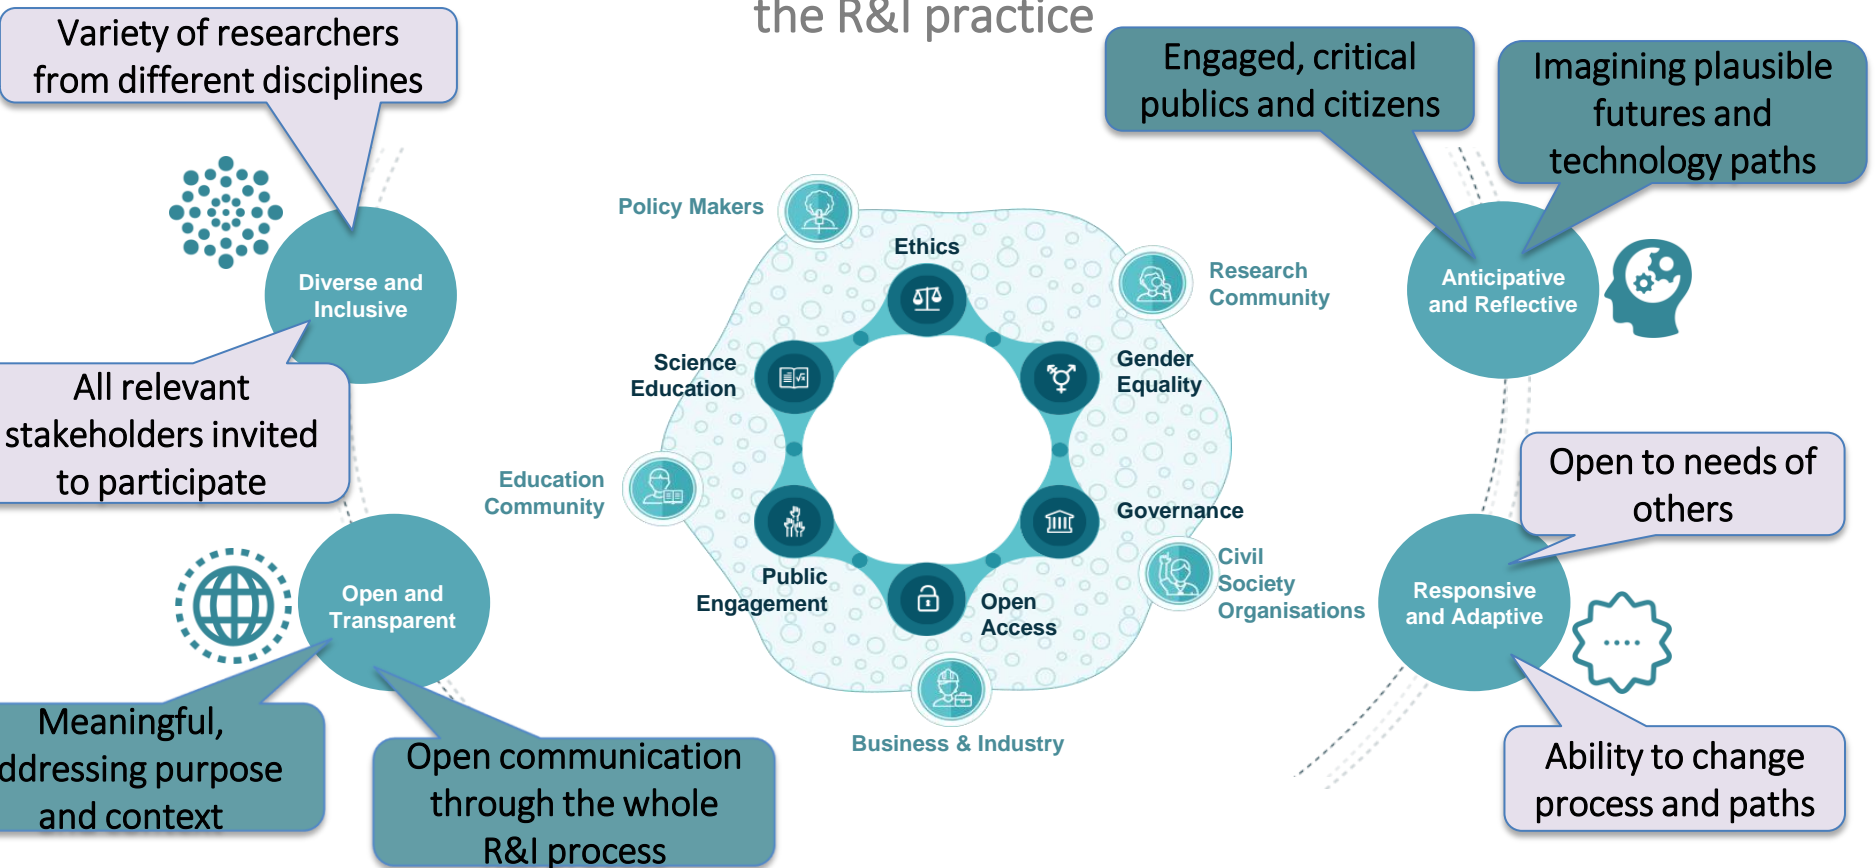 the R&I practice
Variety of researchers
from different disciplines
Engaged, critical
publics and citizens
Imagining plausible
futures and
technology paths
Policy Makers
Ethics
Research
Community
Diverse and
Inclusive
Anticipative
and Reflective
Science
Education
Gender
Equality
All relevant
stakeholders invited
to participate
Education
Community
Open to needs of
others
Governance
Civil
Society
Organisations
Public
Engagement
Open
Access
Open and
Transparent
Responsive
and Adaptive
Meaningful,
ddressing purpose
and context
Open communication
through the whole
R&I process
Business & Industry
Ability to change
process and paths